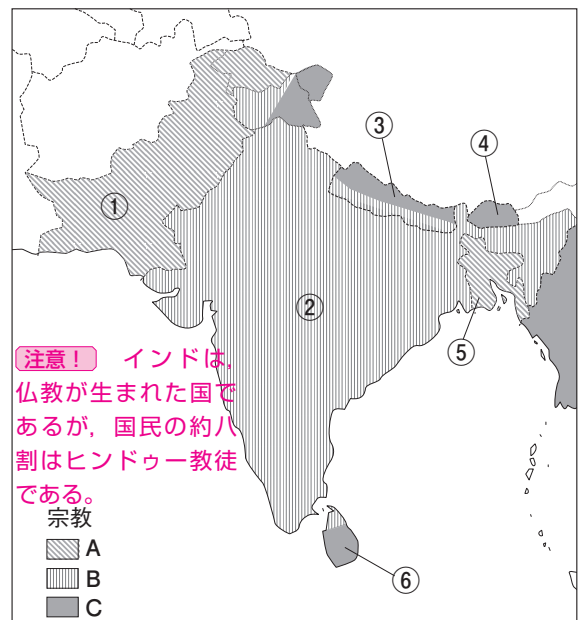 ③
④
①
②
⑤
注意! インドは,
仏教が生まれた国で
あるが,国民の約八
割はヒンドゥー教徒
である。
宗教
A
B
C
⑥